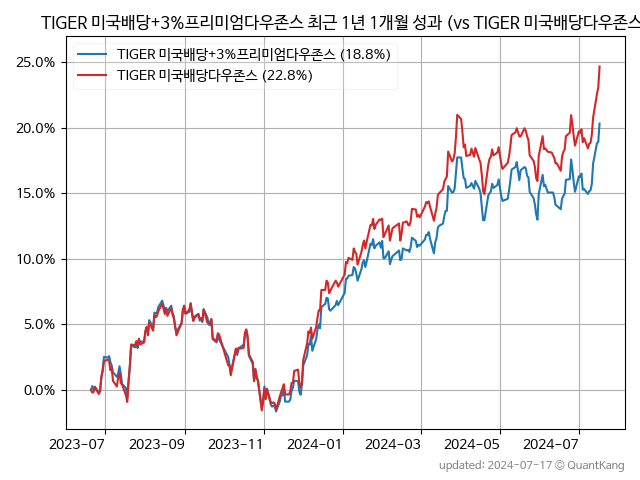 TIGER 미국배당+3%프리미엄다우존스 최근 1년 1개월 성과 (vs TIGER 미국배당다우존스
TIGER 미국배당+3%프리미엄다우존스 (18.8%)
TIGER 미국배당다우존스 (22.8%)
25.0%
20.0%
15.0%
10.0%
5.0%
0.0%
2023-07 2023-09 2023-11 2024-01 2024-03 2024-05 2024-07
updated: 2024-07-17 © QuantKang